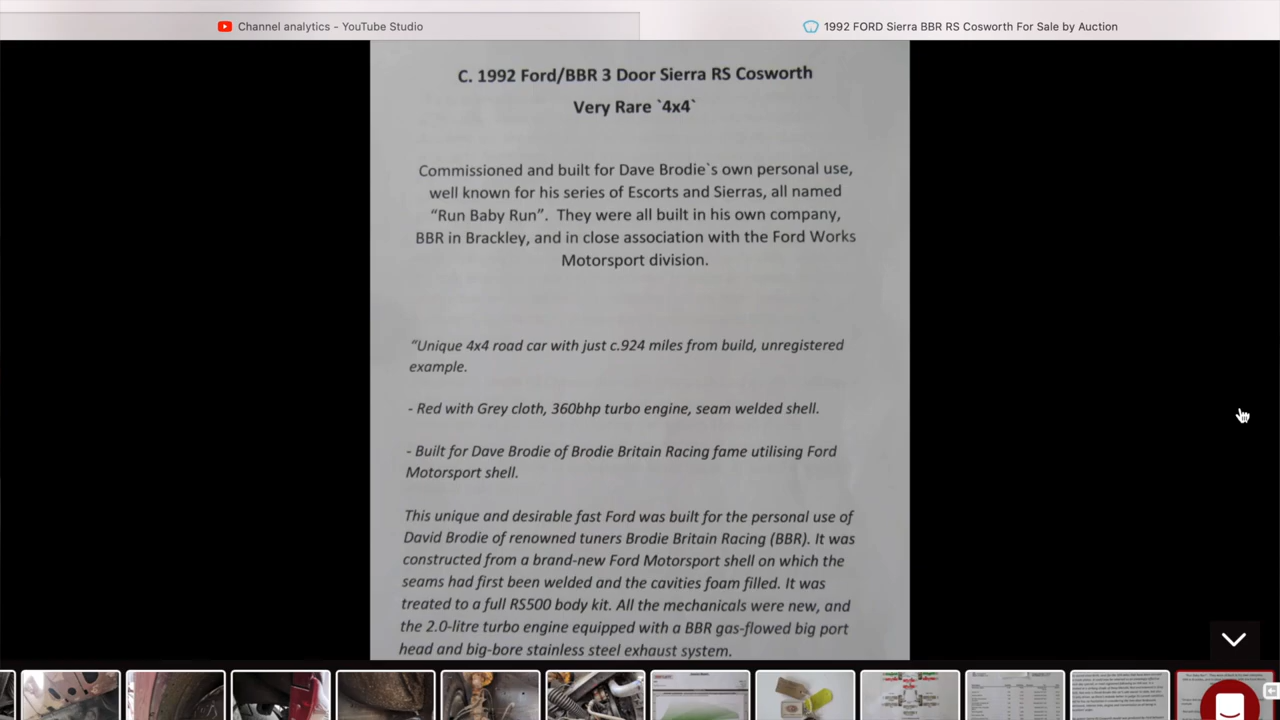 Channel analytics - YouTube Studio
1992 FORD Sierra BBR RS Cosworth For Sale by Auction
C. 1992 Ford/BBR 3 Door Sierra RS Cosworth
Very Rare `4x4`
Commissioned and built for Dave Brodie`s own personal use,
well known for his series of Escorts and Sierras, all named
“Run Baby Run”. They were all built in his own company,
BBR in Brackley, and in close association with the Ford Works
Motorsport division.
“Unique 4x4 road car with just c.924 miles from build, unregistered
example.
- Red with Grey cloth, 360bhp turbo engine, seam welded shell.
- Built for Dave Brodie of Brodie Britain Racing fame utilising Ford
Motorsport shell.
This unique and desirable fast Ford was built for the personal use of
David Brodie of renowned tuners Brodie Britain Racing (BBR). It was
constructed from a brand-new Ford Motorsport shell on which the
seams had first been welded and the cavities foam filled. It was
treated to a full RS500 body kit. All the mechanicals were new, and
the 2.0-litre turbo engine equipped with a BBR gas-flowed big port
head and big-bore stainless steel exhaust system.